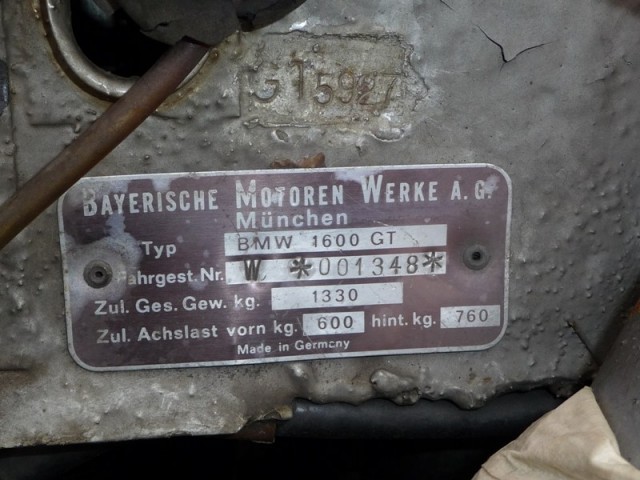 GT5927
BAYERISCHE MOTOREN WERKE A.G.
München
Typ BMW 1600 GT
Fahrgest. Nr. W *001348*
Zul. Ges. Gew. kg. 1330
Zul. Achslast vorn kg. 600 hint. kg. 760
Made in Germany